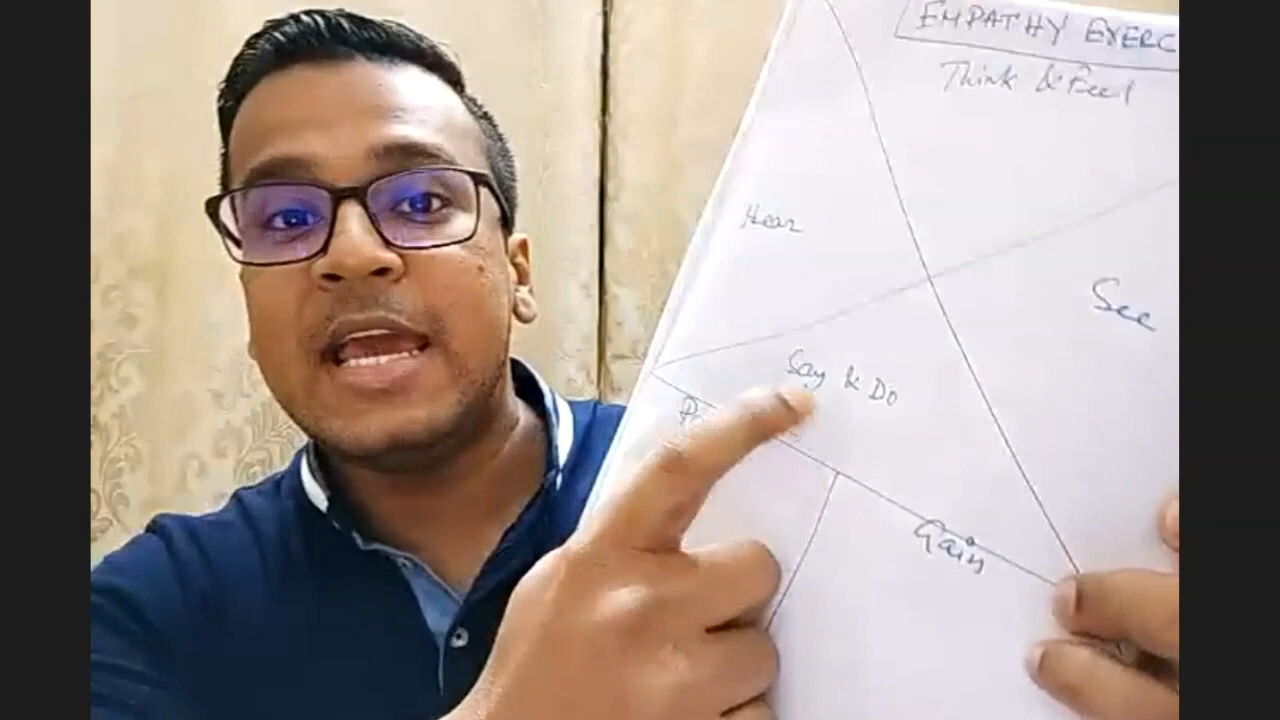 EMPATHY EXERC
Think & Feel
Hear
See
Say & Do
Gain